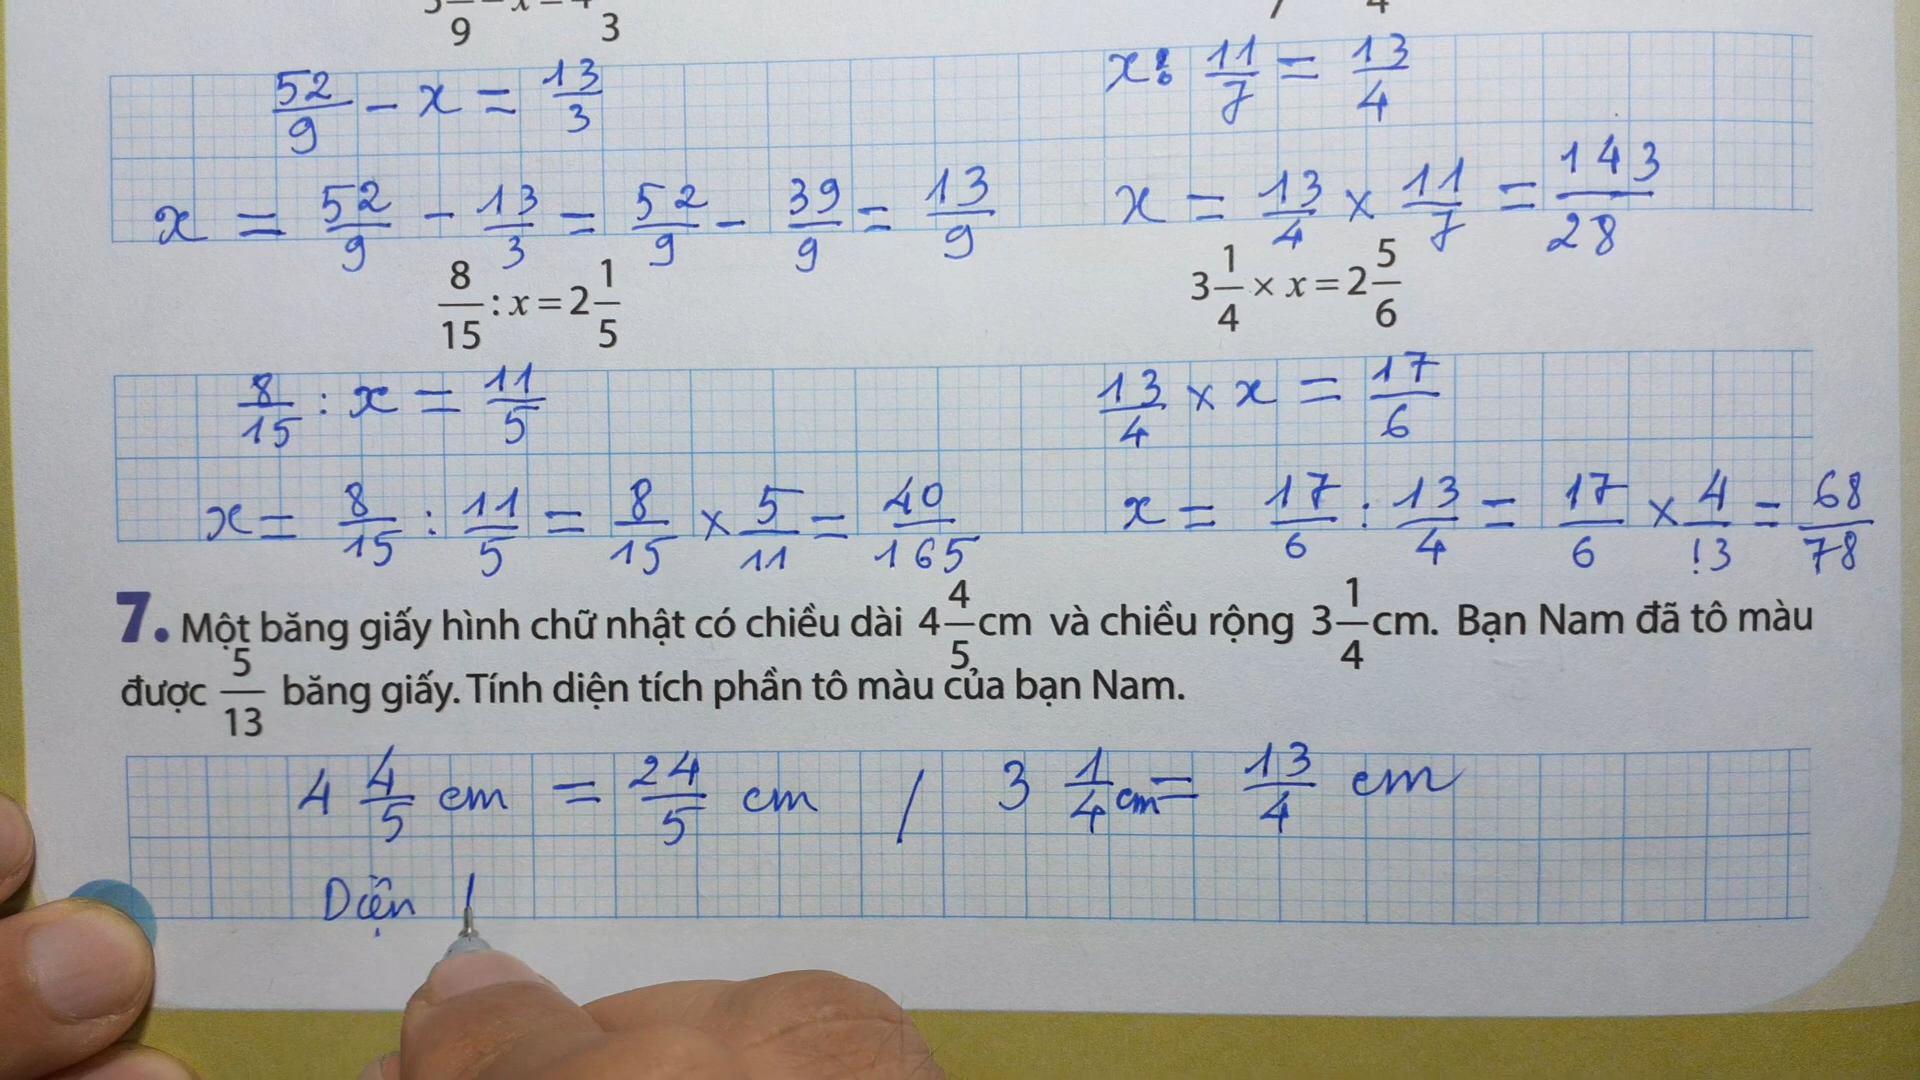 9 3
52/9 - x = 13/3
x = 52/9 - 13/3 = 52/9 - 39/9 = 13/9
x : 11/7 = 13/4
x = 13/4 × 11/7 = 143/28
8/15 : x = 2 1/5
8/15 : x = 11/5
x = 8/15 : 11/5 = 8/15 × 5/11 = 40/165
3 1/4 × x = 2 5/6
13/4 × x = 17/6
x = 17/6 : 13/4 = 17/6 × 4/13 = 68/78
7. Một băng giấy hình chữ nhật có chiều dài 4 4/5 cm và chiều rộng 3 1/4 cm. Bạn Nam đã tô màu
được 5/13 băng giấy. Tính diện tích phần tô màu của bạn Nam.
4 4/5 cm = 24/5 cm / 3 1/4 cm = 13/4 cm
Diện